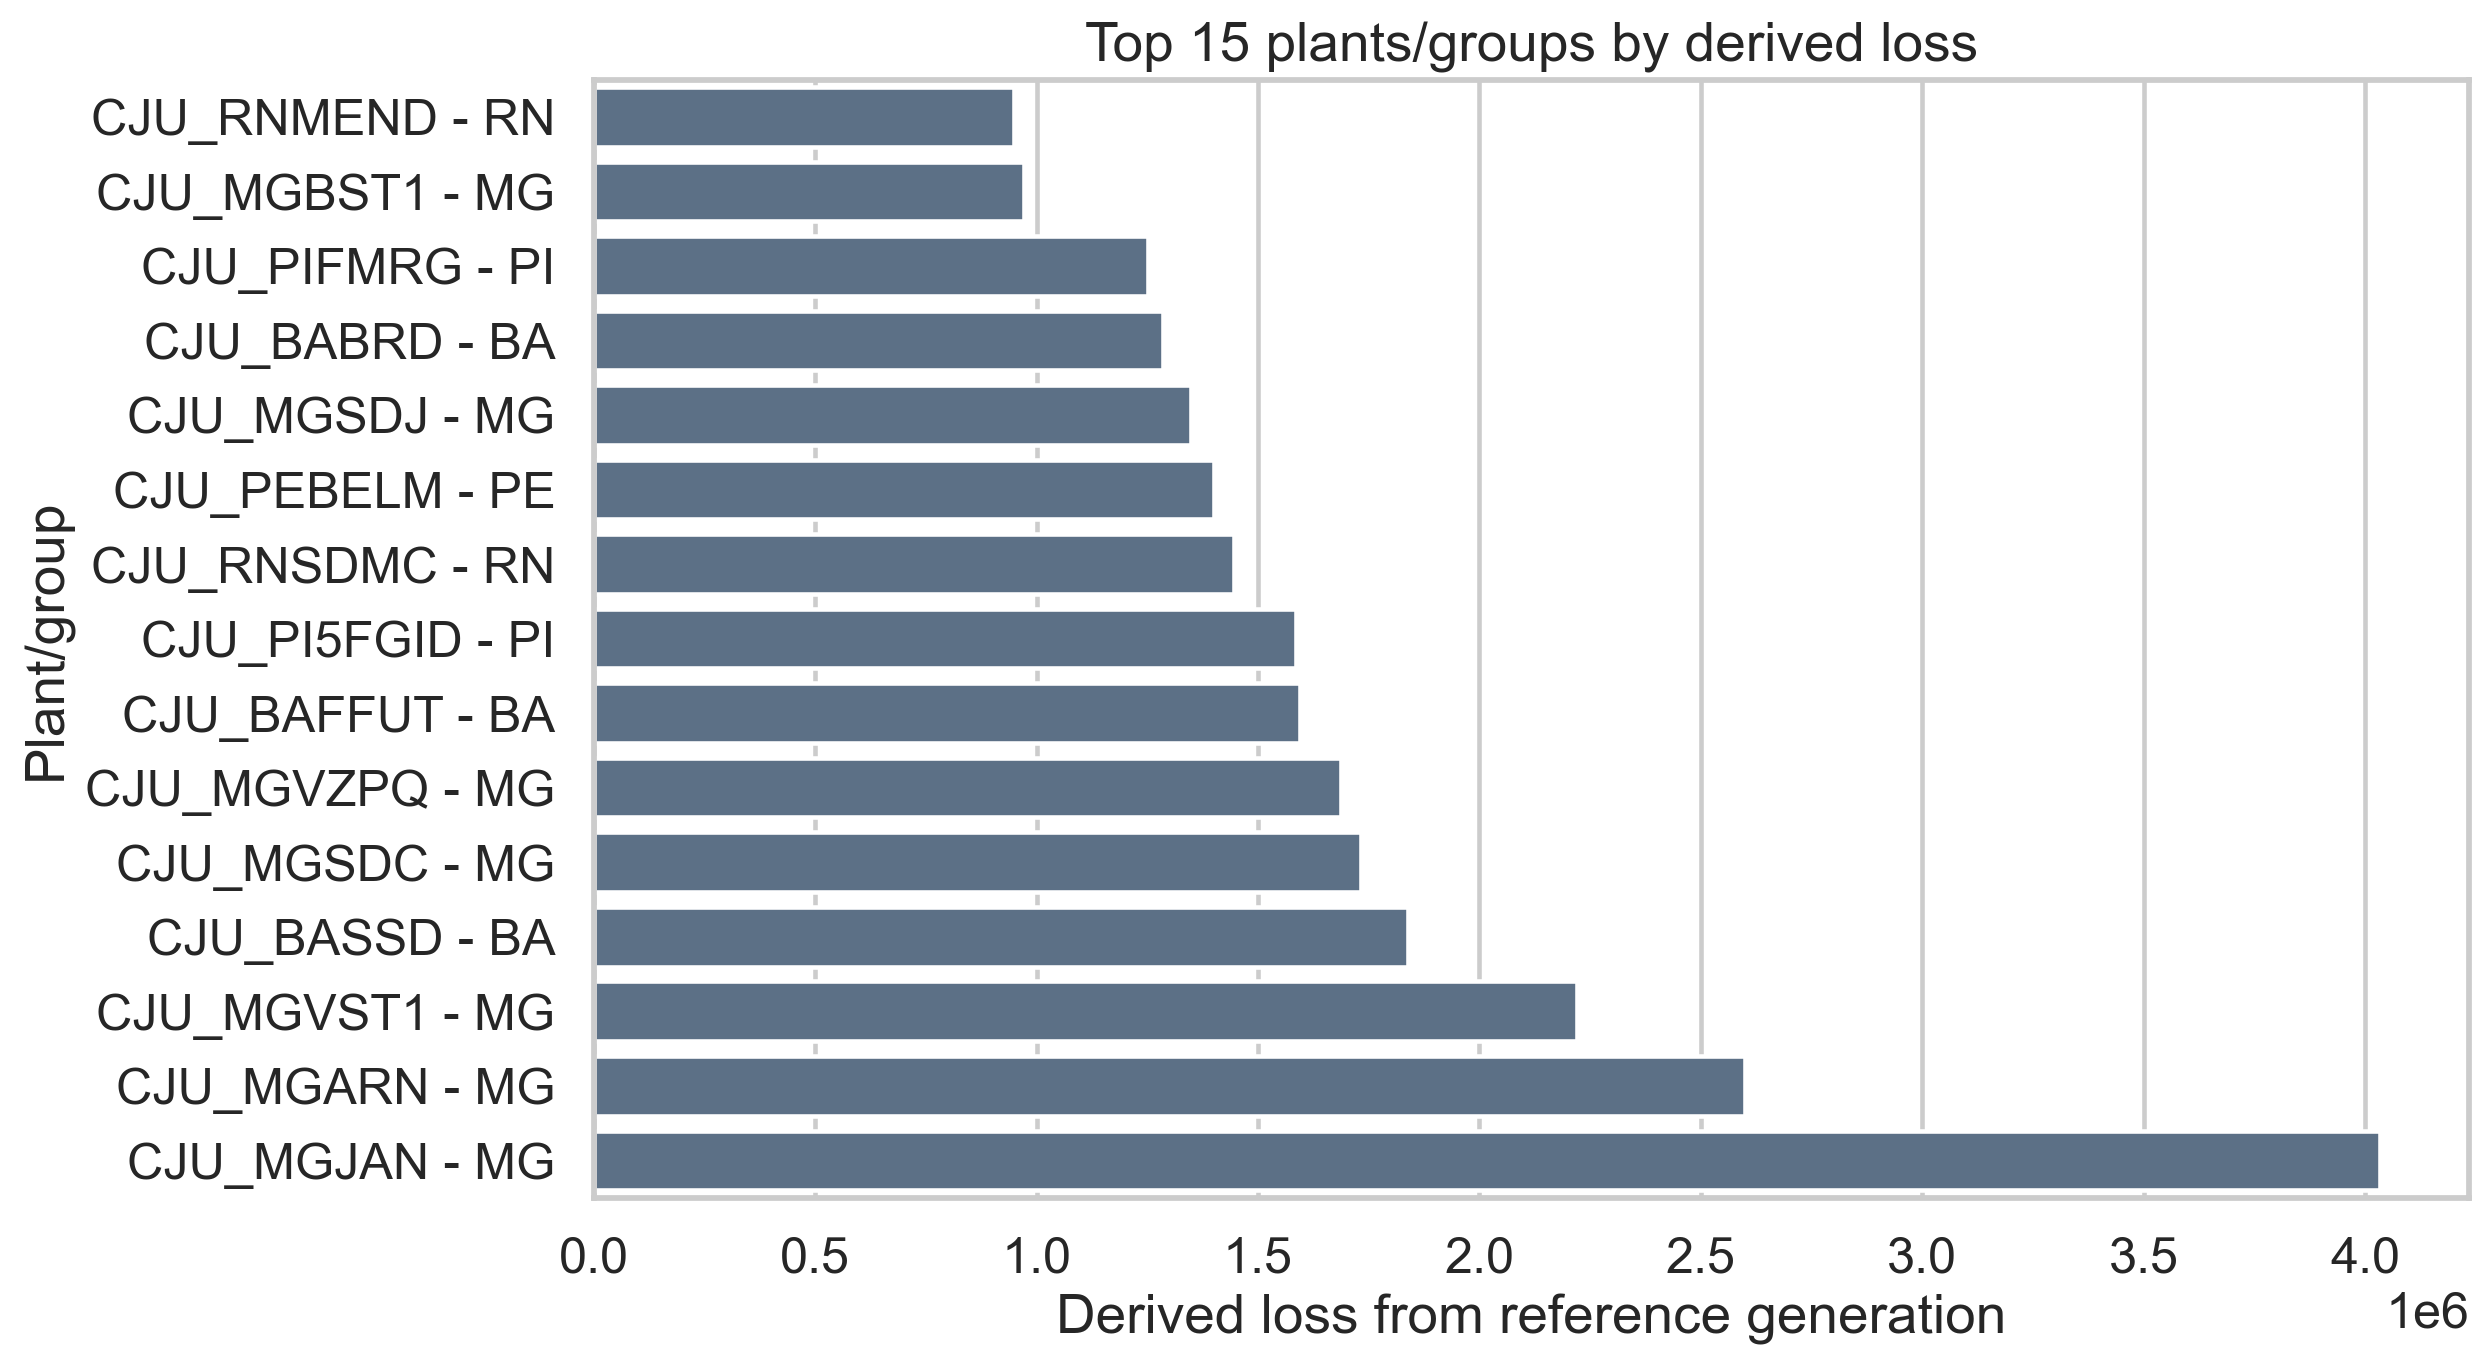 Top 15 plants/groups by derived loss
Plant/group
CJU_RNMEND - RN
CJU_MGBST1 - MG
CJU_PIFMRG - PI
CJU_BABRD - BA
CJU_MGSDJ - MG
CJU_PEBELM - PE
CJU_RNSDMC - RN
CJU_PI5FGID - PI
CJU_BAFFUT - BA
CJU_MGVZPQ - MG
CJU_MGSDC - MG
CJU_BASSD - BA
CJU_MGVST1 - MG
CJU_MGARN - MG
CJU_MGJAN - MG
0.0 0.5 1.0 1.5 2.0 2.5 3.0 3.5 4.0
1e6
Derived loss from reference generation